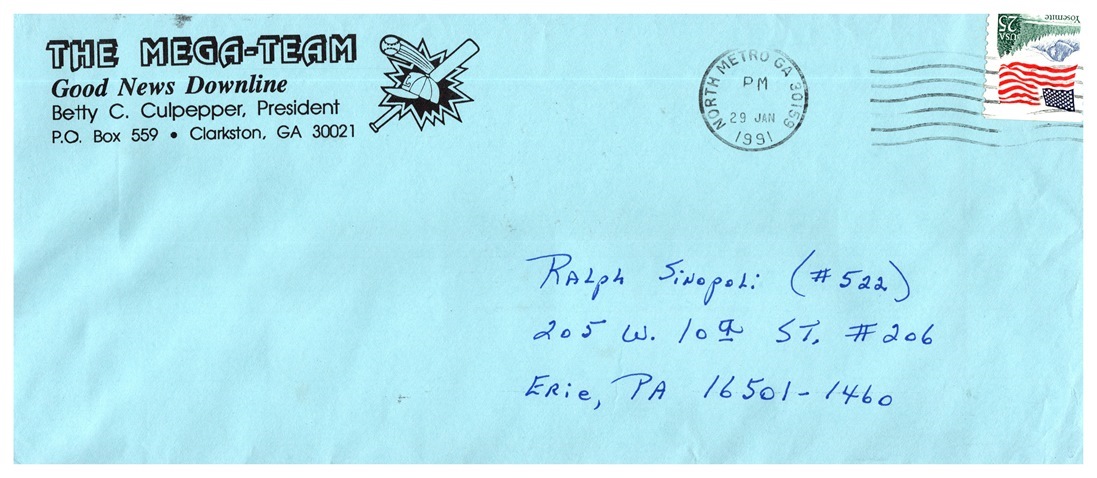 THE MEGA-TEAM
Good News Downline
Betty C. Culpepper, President
P.O. Box 559 • Clarkston, GA 30021
NORTH METRO GA 30159
PM
29 JAN
1991
25
USA
Yosemite
Ralph Sinopoli (#522)
205 W. 10th ST. #206
Erie, PA 16501-1460